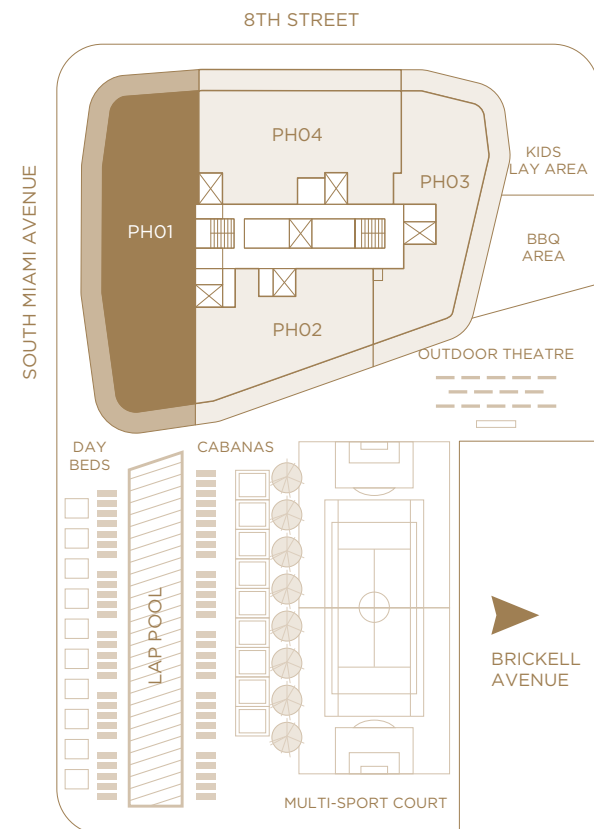 8TH STREET
SOUTH MIAMI AVENUE
PH04
PH03
PH01
PH02
KIDS
LAY AREA
BBQ
AREA
OUTDOOR THEATRE
DAY
BEDS
CABANAS
LAP POOL
BRICKELL
AVENUE
MULTI-SPORT COURT